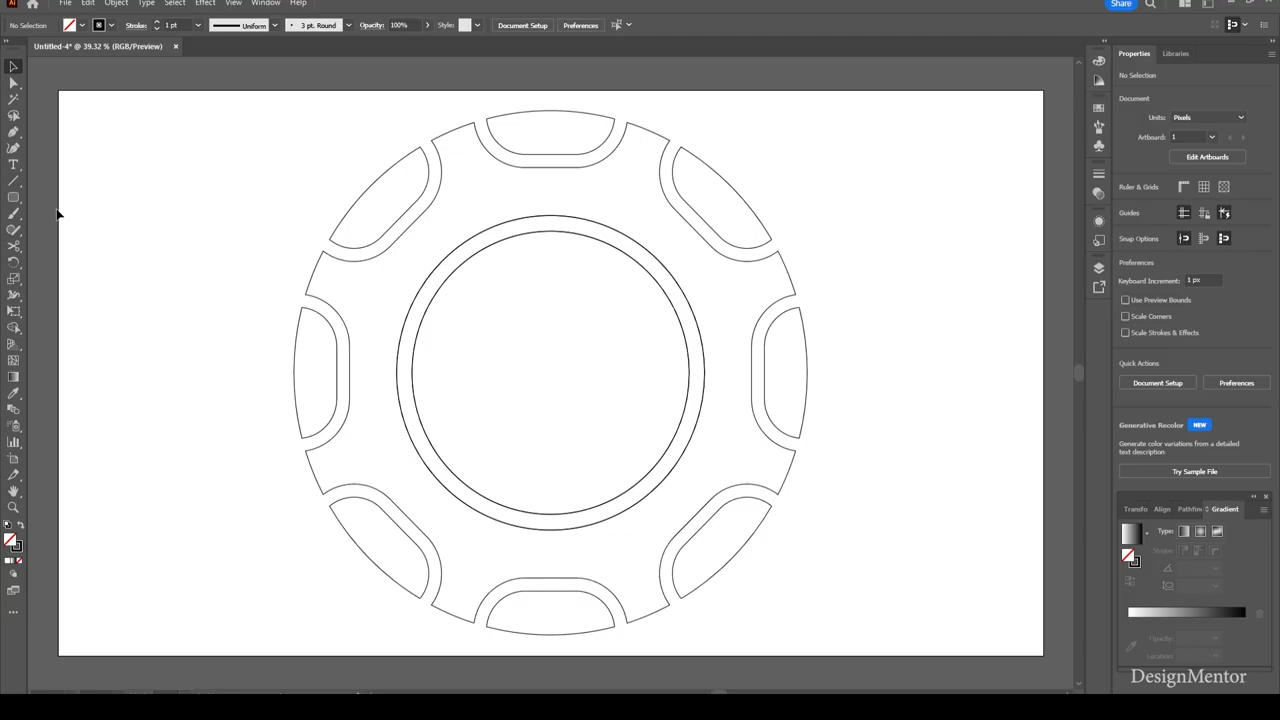 Ai File Edit Object Type Select Effect View Window Help Share
No Selection Stroke: 1 pt Uniform 3 pt. Round Opacity: 100% Style: Document Setup Preferences
Untitled-4* @ 39.32 % (RGB/Preview) ×
Properties Libraries
No Selection
Document
Units: Pixels
Artboard: 1
Edit Artboards
Ruler & Grids
Guides
Snap Options
Preferences
Keyboard Increment: 1 px
Use Preview Bounds
Scale Corners
Scale Strokes & Effects
Quick Actions
Document Setup Preferences
Generative Recolor NEW
Generate color variations from a detailed
text description
Try Sample File
Transfo Align Pathfin Gradient
Type:
Stroke:
Opacity:
Location:
DesignMentor